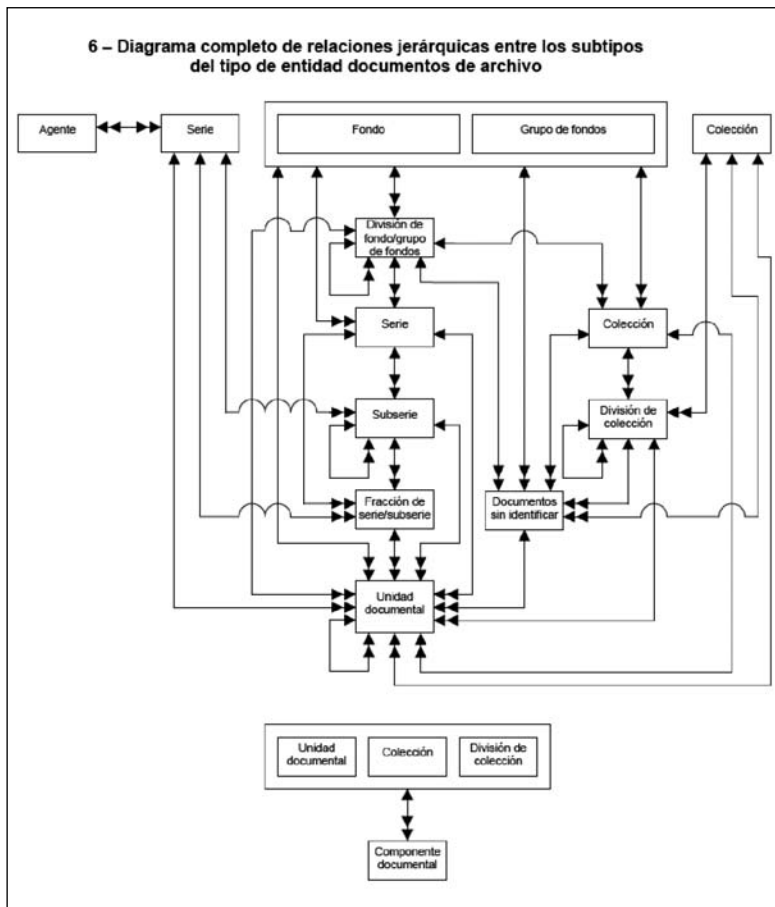 6 – Diagrama completo de relaciones jerárquicas entre los subtipos
del tipo de entidad documentos de archivo
Agente
Serie
Fondo
Grupo de fondos
Colección
División de
fondo/grupo
de fondos
Serie
Colección
Subserie
División de
colección
Fracción de
serie/subserie
Documentos
sin identificar
Unidad
documental
Unidad
documental
Colección
División de
colección
Componente
documental